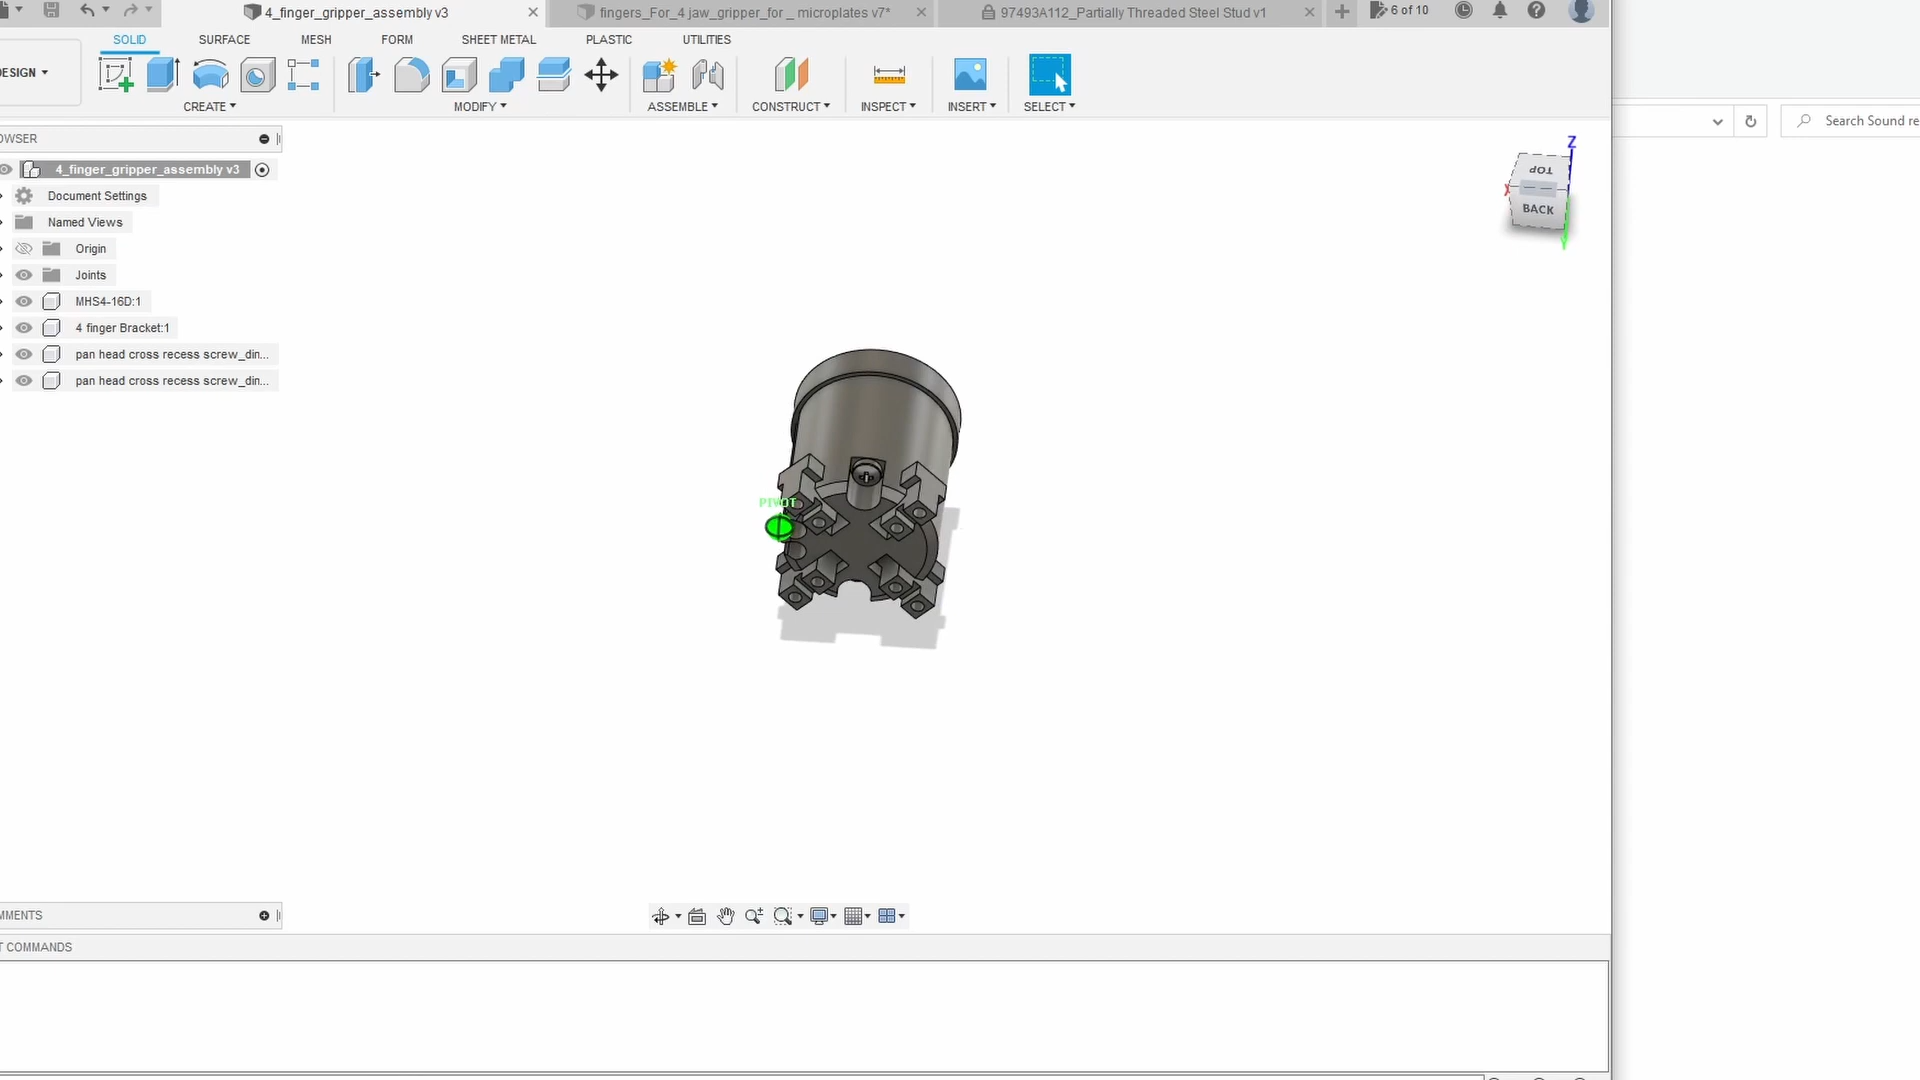 4_finger_gripper_assembly v3
fingers_For_4 jaw_gripper_for _ microplates v7*
97493A112_Partially Threaded Steel Stud v1
6 of 10
SOLID
SURFACE
MESH
FORM
SHEET METAL
PLASTIC
UTILITIES
ESIGN
CREATE
MODIFY
ASSEMBLE
CONSTRUCT
INSPECT
INSERT
SELECT
Search Sound re
OWSER
4_finger_gripper_assembly v3
Document Settings
Named Views
Origin
Joints
MHS4-16D:1
4 finger Bracket:1
pan head cross recess screw_din...
pan head cross recess screw_din...
Z
TOP
X
BACK
Y
PIVOT
MMENTS
T COMMANDS